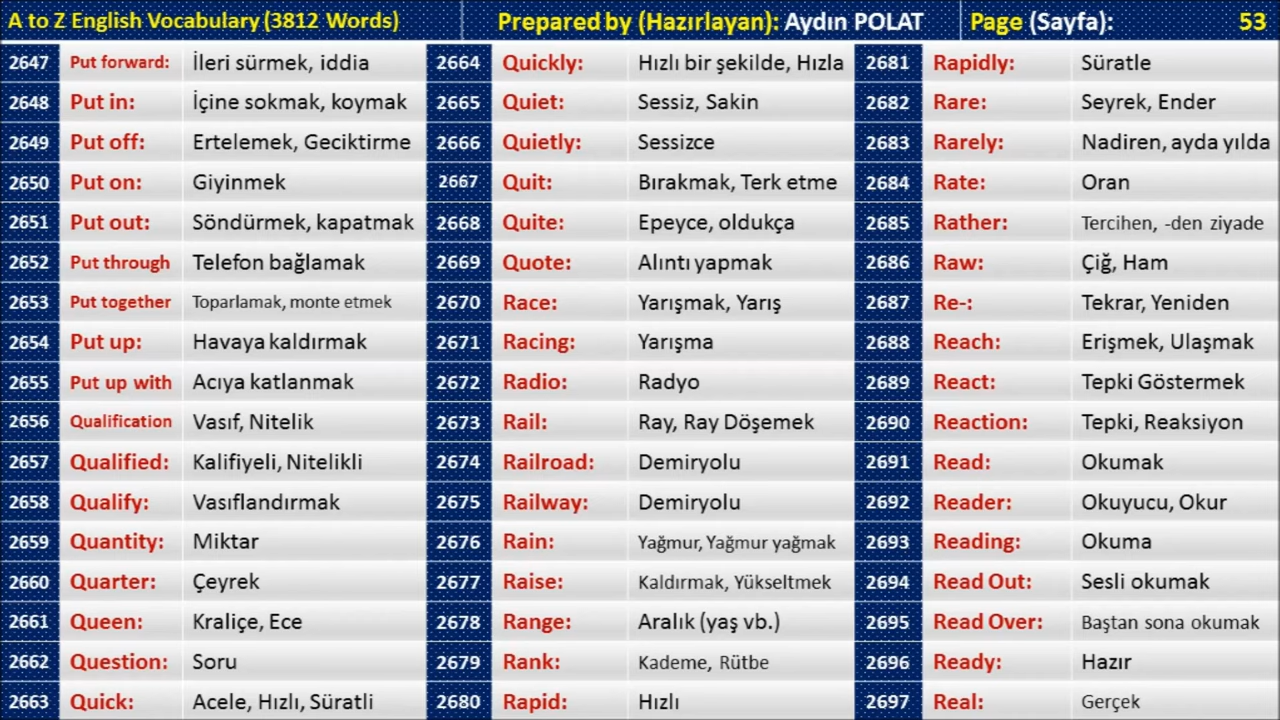 A to Z English Vocabulary (3812 Words) Prepared by (Hazırlayan): Aydın POLAT Page (Sayfa): 53
2647 Put forward: İleri sürmek, iddia
2648 Put in: İçine sokmak, koymak
2649 Put off: Ertelemek, Geciktirme
2650 Put on: Giyinmek
2651 Put out: Söndürmek, kapatmak
2652 Put through Telefon bağlamak
2653 Put together Toparlamak, monte etmek
2654 Put up: Havaya kaldırmak
2655 Put up with Acıya katlanmak
2656 Qualification Vasıf, Nitelik
2657 Qualified: Kalifiyeli, Nitelikli
2658 Qualify: Vasıflandırmak
2659 Quantity: Miktar
2660 Quarter: Çeyrek
2661 Queen: Kraliçe, Ece
2662 Question: Soru
2663 Quick: Acele, Hızlı, Süratli
2664 Quickly: Hızlı bir şekilde, Hızla
2665 Quiet: Sessiz, Sakin
2666 Quietly: Sessizce
2667 Quit: Bırakmak, Terk etme
2668 Quite: Epeyce, oldukça
2669 Quote: Alıntı yapmak
2670 Race: Yarışmak, Yarış
2671 Racing: Yarışma
2672 Radio: Radyo
2673 Rail: Ray, Ray Döşemek
2674 Railroad: Demiryolu
2675 Railway: Demiryolu
2676 Rain: Yağmur, Yağmur yağmak
2677 Raise: Kaldırmak, Yükseltmek
2678 Range: Aralık (yaş vb.)
2679 Rank: Kademe, Rütbe
2680 Rapid: Hızlı
2681 Rapidly: Süratle
2682 Rare: Seyrek, Ender
2683 Rarely: Nadiren, ayda yılda
2684 Rate: Oran
2685 Rather: Tercihen, -den ziyade
2686 Raw: Çiğ, Ham
2687 Re-: Tekrar, Yeniden
2688 Reach: Erişmek, Ulaşmak
2689 React: Tepki Göstermek
2690 Reaction: Tepki, Reaksiyon
2691 Read: Okumak
2692 Reader: Okuyucu, Okur
2693 Reading: Okuma
2694 Read Out: Sesli okumak
2695 Read Over: Baştan sona okumak
2696 Ready: Hazır
2697 Real: Gerçek